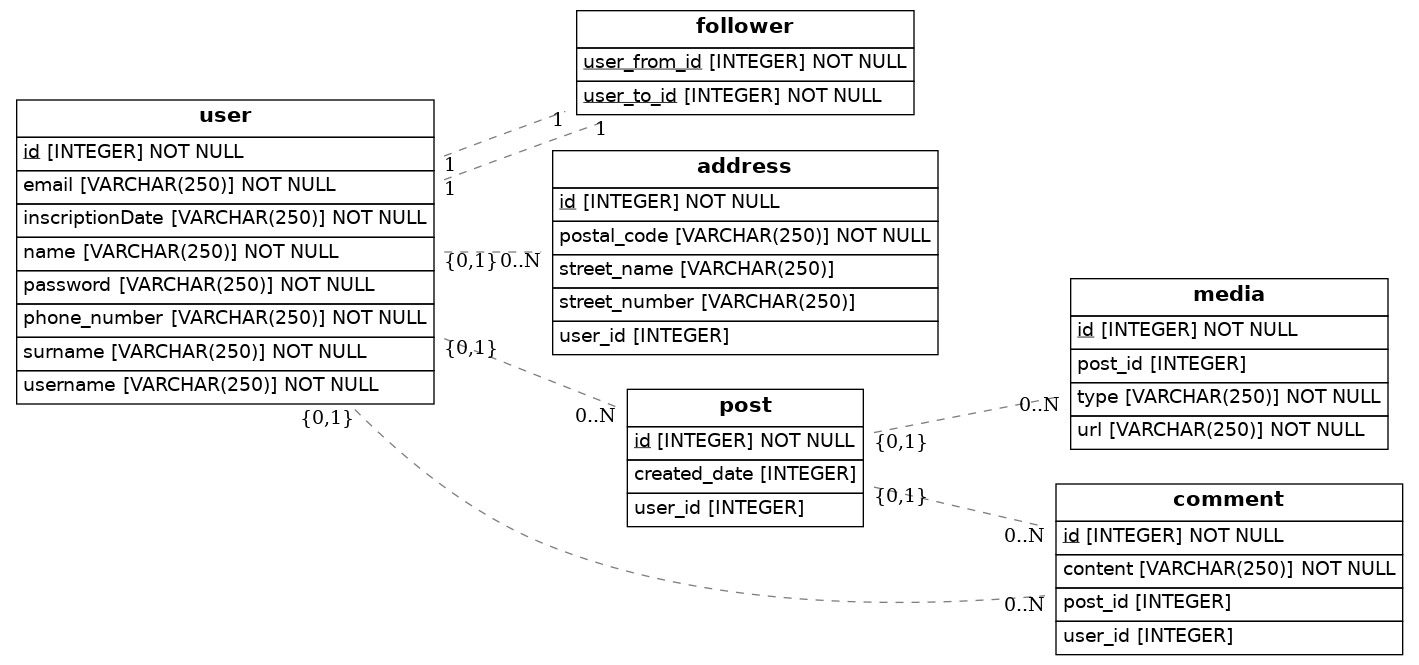 follower
user_from_id [INTEGER] NOT NULL
user_to_id [INTEGER] NOT NULL
user
id [INTEGER] NOT NULL
email [VARCHAR(250)] NOT NULL
inscriptionDate [VARCHAR(250)] NOT NULL
name [VARCHAR(250)] NOT NULL
password [VARCHAR(250)] NOT NULL
phone_number [VARCHAR(250)] NOT NULL
surname [VARCHAR(250)] NOT NULL
username [VARCHAR(250)] NOT NULL
1
1
1
1
address
id [INTEGER] NOT NULL
postal_code [VARCHAR(250)] NOT NULL
street_name [VARCHAR(250)]
street_number [VARCHAR(250)]
user_id [INTEGER]
{0,1}
0..N
{0,1}
0..N
{0,1}
0..N
post
id [INTEGER] NOT NULL
created_date [INTEGER]
user_id [INTEGER]
{0,1}
0..N
{0,1}
0..N
media
id [INTEGER] NOT NULL
post_id [INTEGER]
type [VARCHAR(250)] NOT NULL
url [VARCHAR(250)] NOT NULL
comment
id [INTEGER] NOT NULL
content [VARCHAR(250)] NOT NULL
post_id [INTEGER]
user_id [INTEGER]